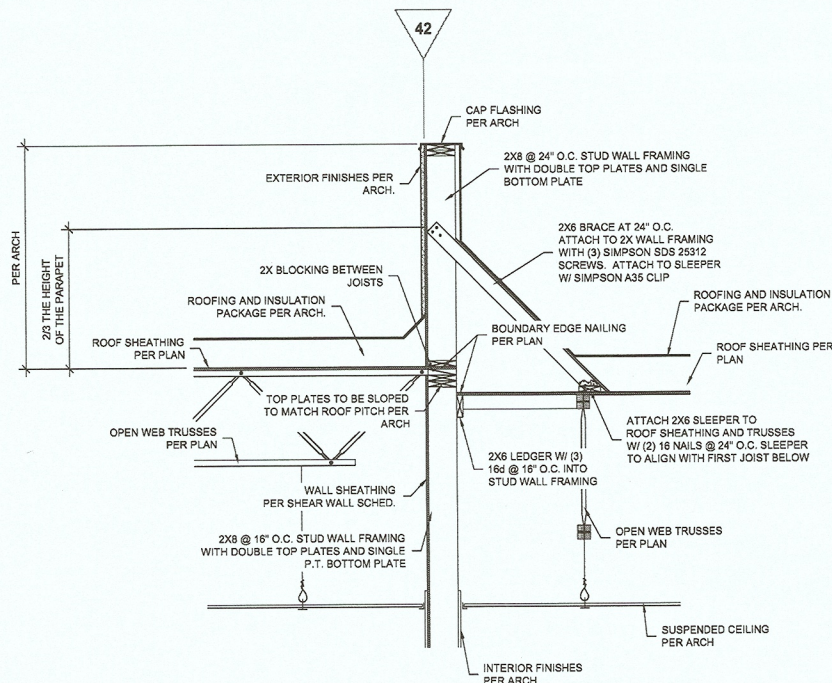 42
CAP FLASHING
PER ARCH
2X8 @ 24" O.C. STUD WALL FRAMING
WITH DOUBLE TOP PLATES AND SINGLE
BOTTOM PLATE
EXTERIOR FINISHES PER
ARCH.
PER ARCH
2/3 THE HEIGHT
OF THE PARAPET
2X6 BRACE AT 24" O.C.
ATTACH TO 2X WALL FRAMING
WITH (3) SIMPSON SDS 25312
SCREWS. ATTACH TO SLEEPER
W/ SIMPSON A35 CLIP
2X BLOCKING BETWEEN
JOISTS
ROOFING AND INSULATION
PACKAGE PER ARCH.
ROOFING AND INSULATION
PACKAGE PER ARCH.
BOUNDARY EDGE NAILING
PER PLAN
ROOF SHEATHING
PER PLAN
ROOF SHEATHING PER
PLAN
TOP PLATES TO BE SLOPED
TO MATCH ROOF PITCH PER
ARCH
ATTACH 2X6 SLEEPER TO
ROOF SHEATHING AND TRUSSES
W/ (2) 16 NAILS @ 24" O.C. SLEEPER
TO ALIGN WITH FIRST JOIST BELOW
OPEN WEB TRUSSES
PER PLAN
2X6 LEDGER W/ (3)
16d @ 16" O.C. INTO
STUD WALL FRAMING
WALL SHEATHING
PER SHEAR WALL SCHED.
OPEN WEB TRUSSES
PER PLAN
2X8 @ 16" O.C. STUD WALL FRAMING
WITH DOUBLE TOP PLATES AND SINGLE
P.T. BOTTOM PLATE
SUSPENDED CEILING
PER ARCH
INTERIOR FINISHES
PER ARCH